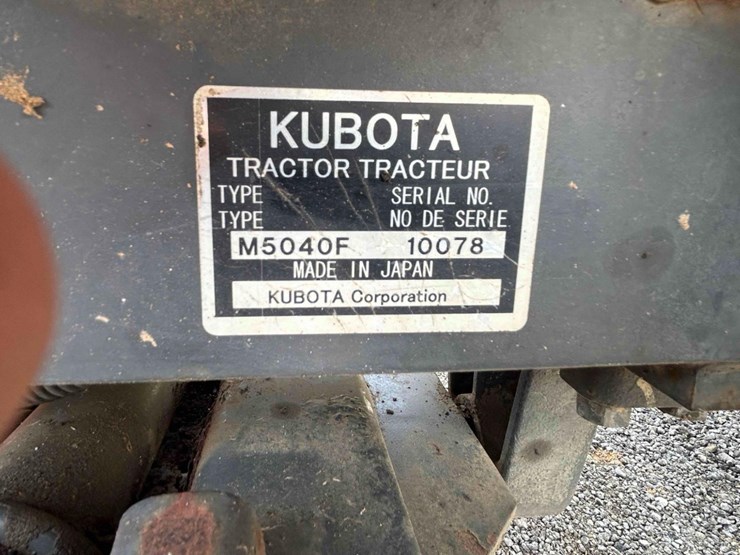 KUBOTA
TRACTOR TRACTEUR
TYPE SERIAL NO.
TYPE NO DE SERIE
M5040F 10078
MADE IN JAPAN
KUBOTA Corporation